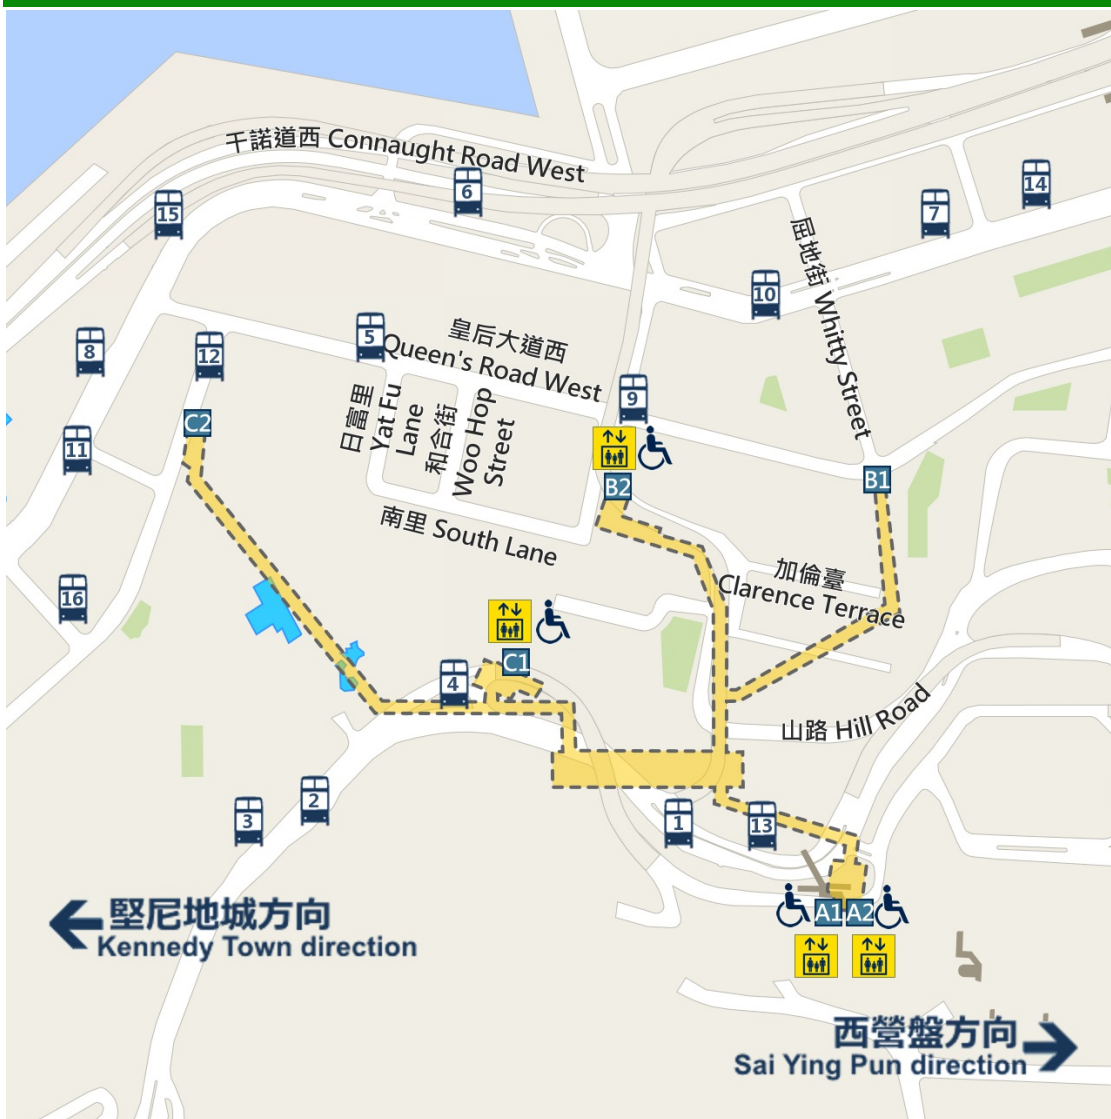 千諾道西 Connaught Road West
6
14
15
7
屈地街 Whitty Street
10
5
皇后大道西
Queen's Road West
8
12
9
日富里
Yat Fu
Lane
和合街
Woo Hop
Street
C2
11
B2
B1
南里 South Lane
加倫臺
Clarence Terrace
16
C1
4
山路 Hill Road
2
3
1
13
A1 A2
堅尼地城方向
Kennedy Town direction
西營盤方向
Sai Ying Pun direction